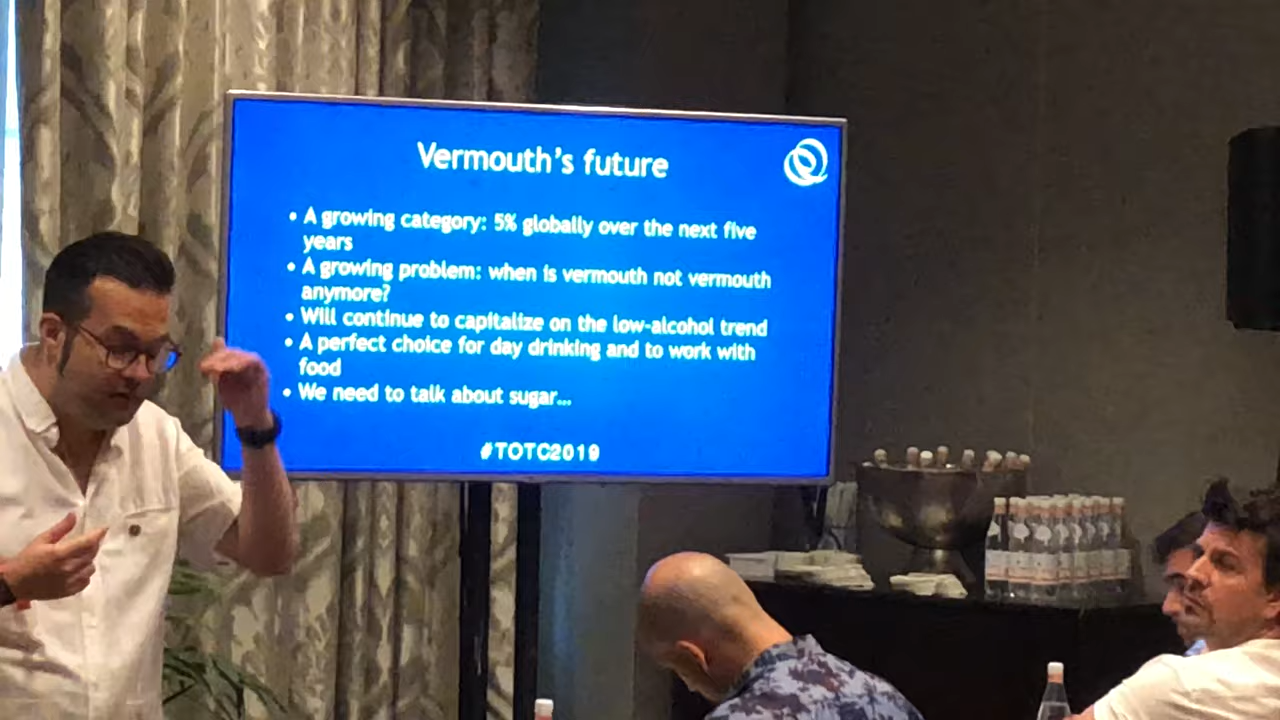 Vermouth's future
• A growing category: 5% globally over the next five
years
• A growing problem: when is vermouth not vermouth
anymore?
• Will continue to capitalize on the low-alcohol trend
• A perfect choice for day drinking and to work with
food
• We need to talk about sugar...
#TOTC2019